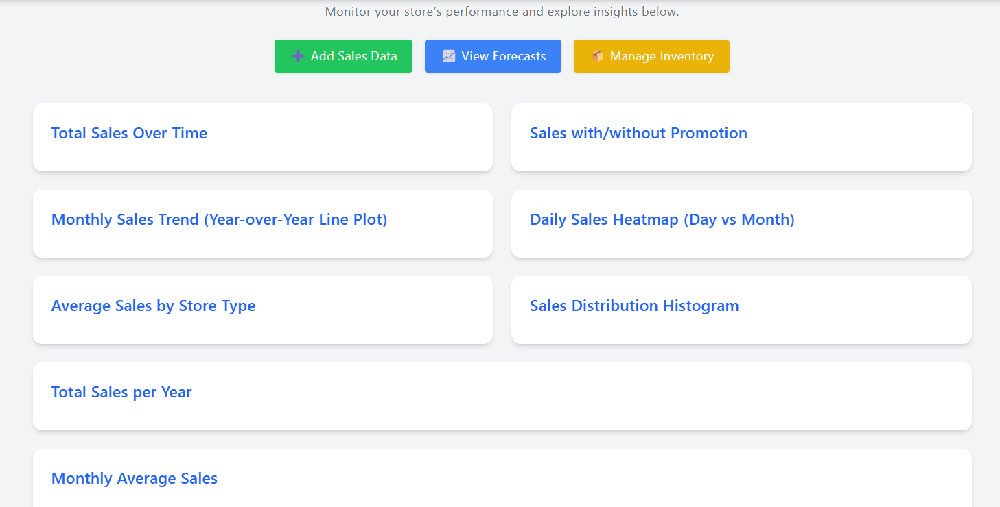 Monitor your store’s performance and explore insights below.
Add Sales Data
View Forecasts
Manage Inventory
Total Sales Over Time
Sales with/without Promotion
Monthly Sales Trend (Year-over-Year Line Plot)
Daily Sales Heatmap (Day vs Month)
Average Sales by Store Type
Sales Distribution Histogram
Total Sales per Year
Monthly Average Sales